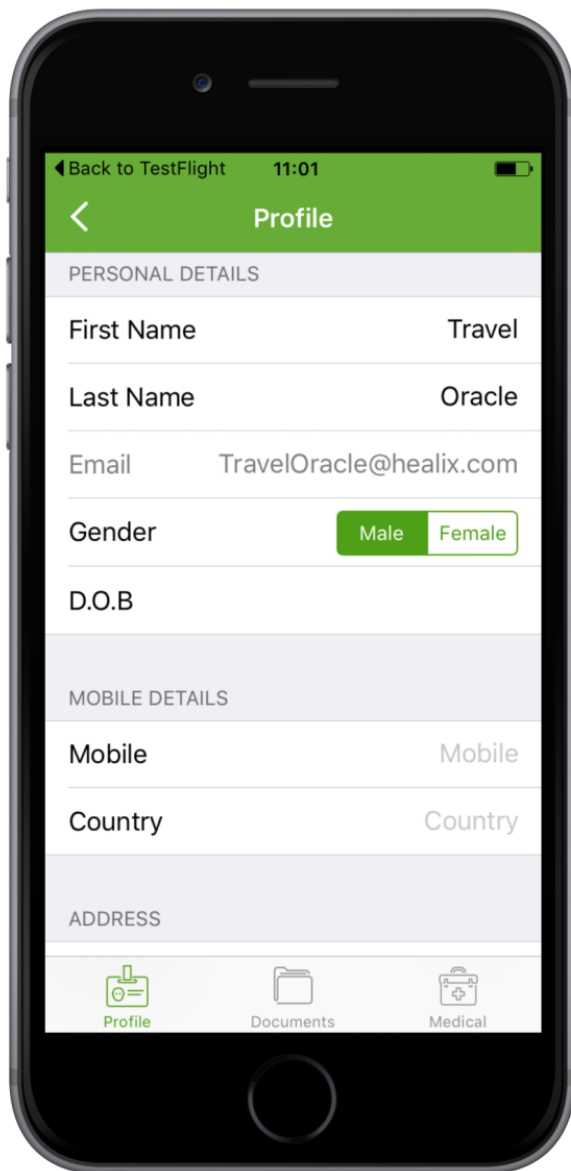 Back to TestFlight 11:01
Profile
PERSONAL DETAILS
First Name Travel
Last Name Oracle
Email TravelOracle@healix.com
Gender Male Female
D.O.B
MOBILE DETAILS
Mobile Mobile
Country Country
ADDRESS
Profile Documents Medical